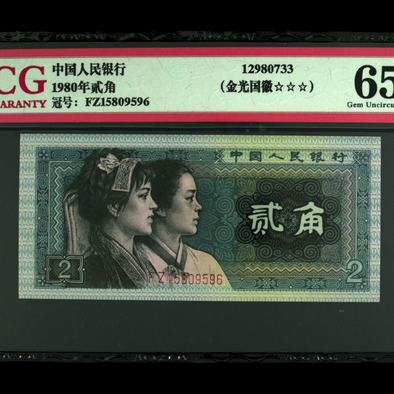 CG
中国人民银行
12980733
65
1980年贰角
(金光国徽☆☆☆)
Gem Uncircu
ARANTY
冠号: FZ15809596
中国人民银行
贰角
2
FZ15809596
2